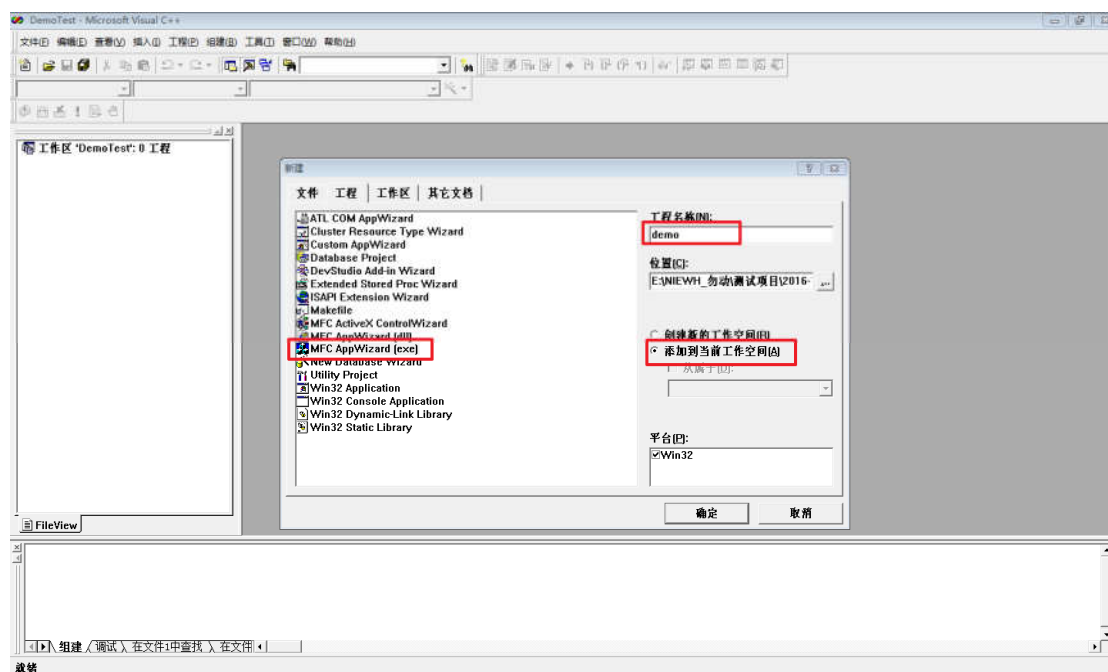 DemoTest - Microsoft Visual C++
文件(F) 编辑(E) 查看(V) 插入(I) 工程(P) 组建(B) 工具(T) 窗口(W) 帮助(H)
工作区 'DemoTest': 0 工程
新建
文件 工程 工作区 其它文档
ATL COM AppWizard
Cluster Resource Type Wizard
Custom AppWizard
Database Project
DevStudio Add-in Wizard
Extended Stored Proc Wizard
ISAPI Extension Wizard
Makefile
MFC ActiveX ControlWizard
MFC AppWizard (dll)
MFC AppWizard (exe)
New Database Wizard
Utility Project
Win32 Application
Win32 Console Application
Win32 Dynamic-Link Library
Win32 Static Library
工程名称(N):
demo
位置(C):
E:\NIEWH_勿动\测试项目\2016- ...
创建新的工作空间(R)
添加到当前工作空间(A)
从属于(D):
平台(P):
Win32
确定 取消
FileView
组建 调试 在文件1中查找 在文件
就绪